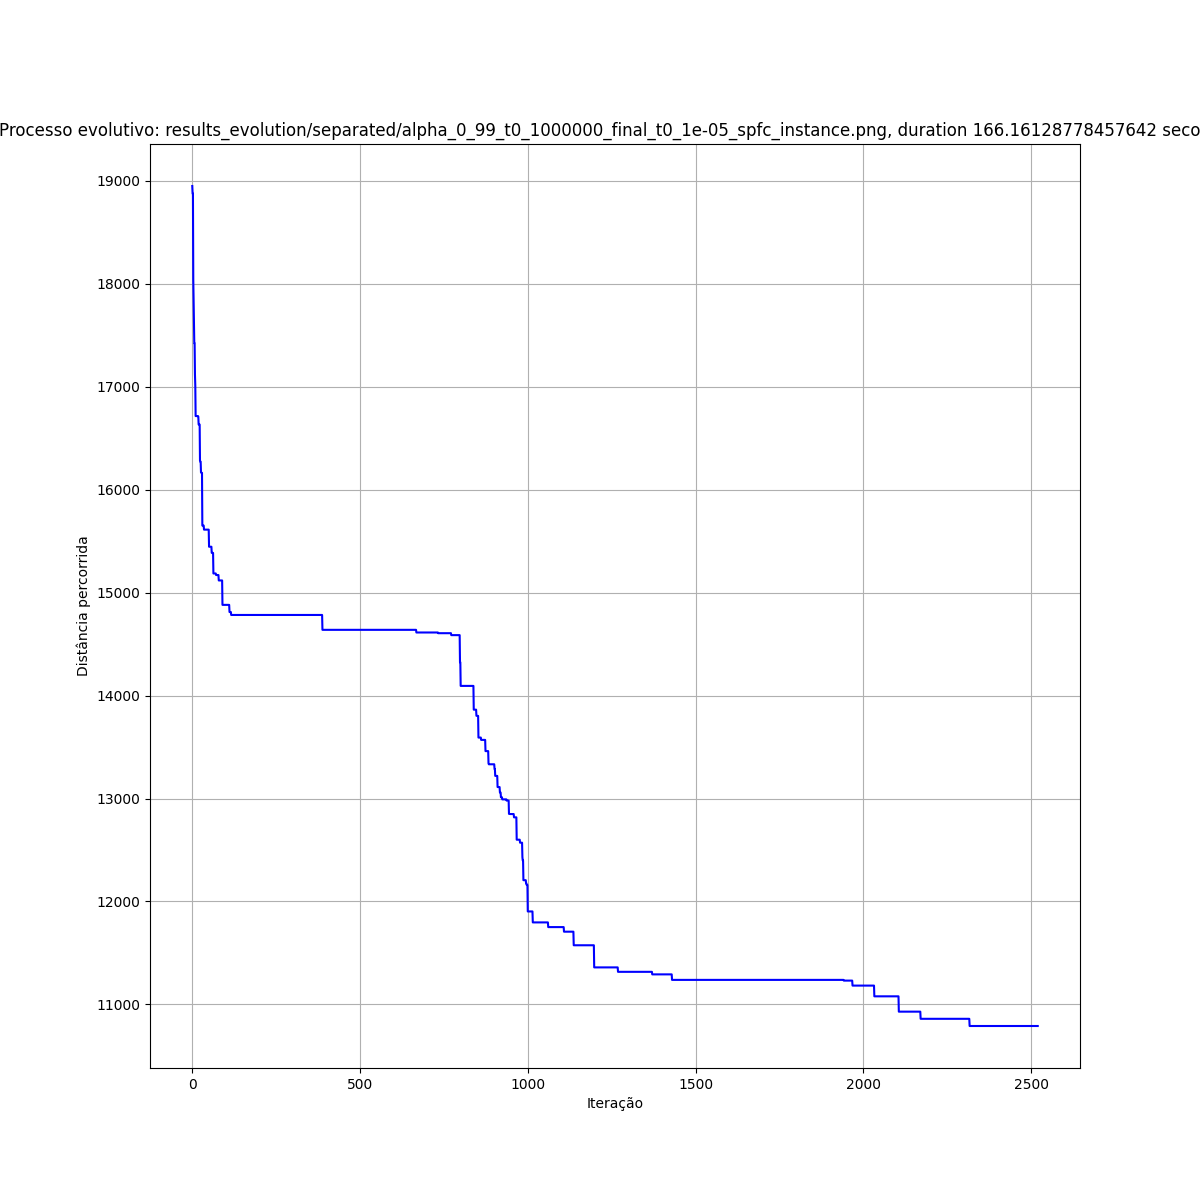 Processo evolutivo: results_evolution/separated/alpha_0_99_t0_1000000_final_t0_1e-05_spfc_instance.png, duration 166.16128778457642 seco
19000
18000
17000
16000
15000
14000
13000
12000
11000
Distância percorrida
0 500 1000 1500 2000 2500
Iteração